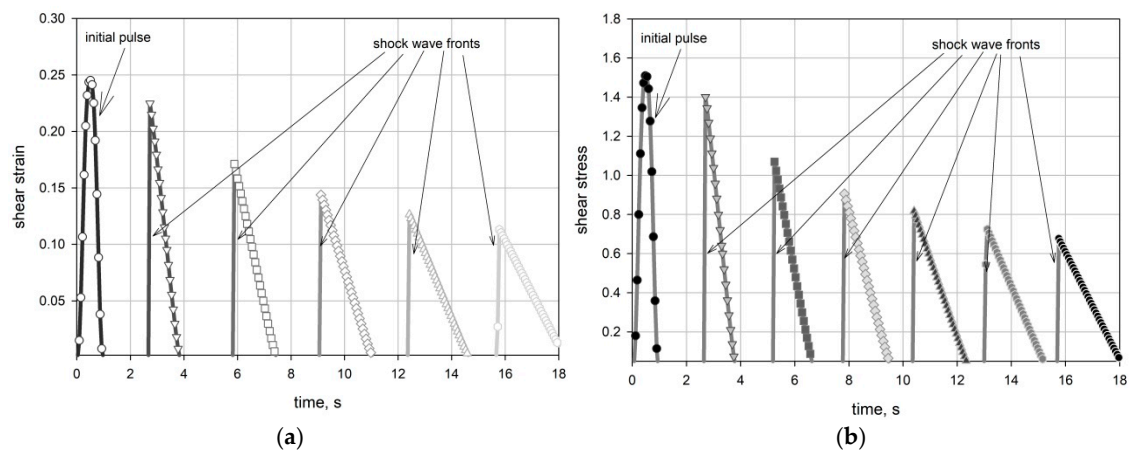 0.30
0.25
0.20
0.15
0.10
0.05
shear strain
initial pulse
shock wave fronts
0 2 4 6 8 10 12 14 16 18
time, s
(a)
1.8
1.6
1.4
1.2
1.0
0.8
0.6
0.4
0.2
shear stress
initial pulse
shock wave fronts
0 2 4 6 8 10 12 14 16 18
time, s
(b)